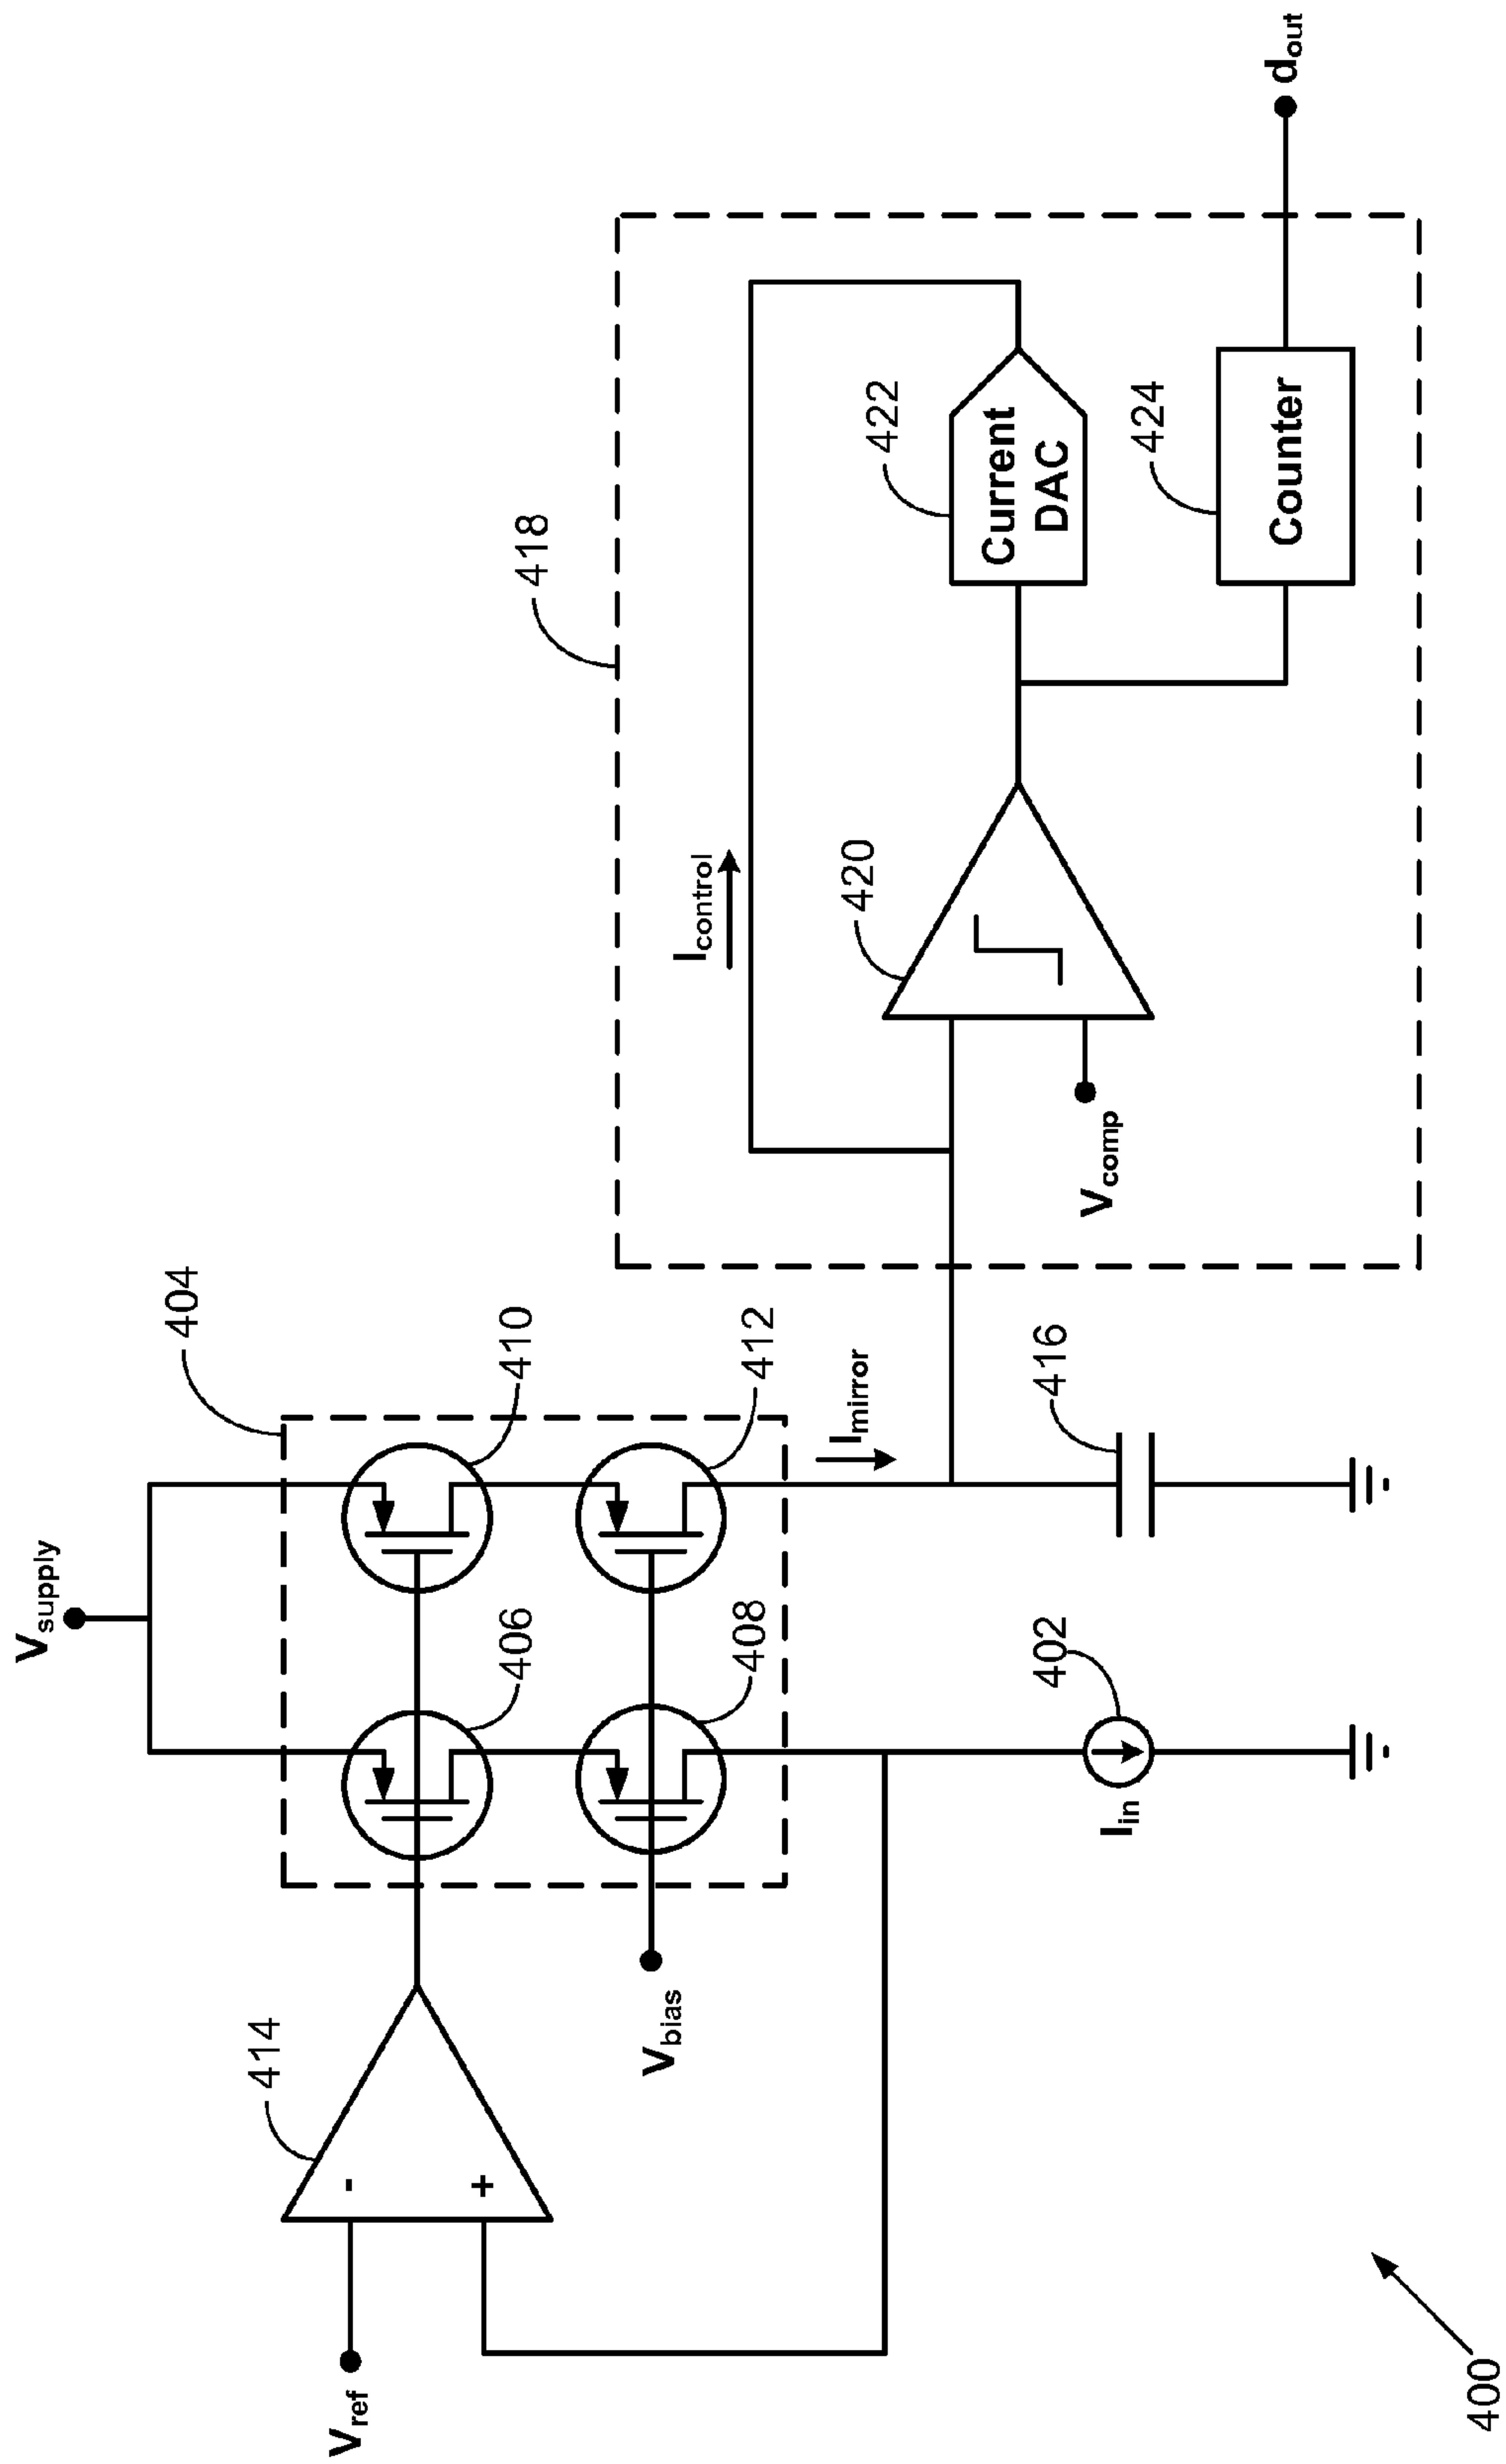 V_supply
404
414
V_ref
-
+
406
410
408
412
V_bias
I_mirror
418
I_control
422
420
Current
DAC
424
Counter
V_comp
d_out
402
I_in
416
400